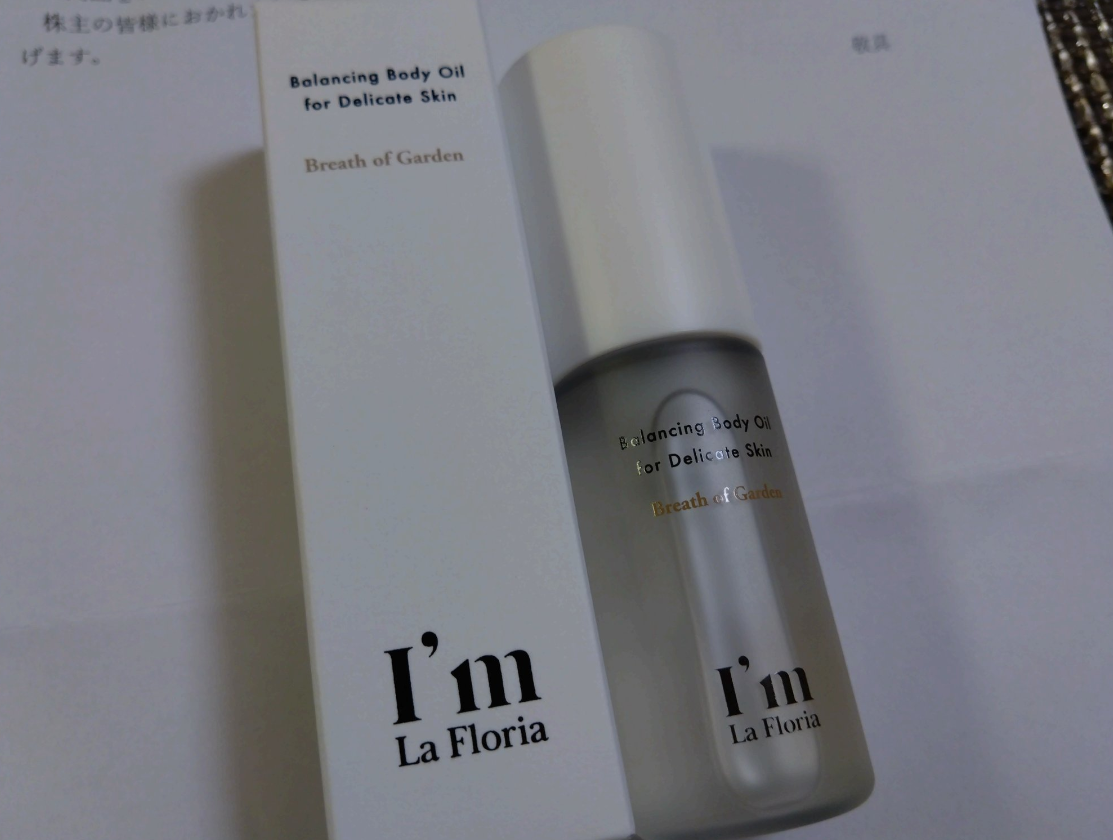 株主の皆様におかれ
げます。
敬具
Balancing Body Oil
for Delicate Skin
Breath of Garden
I'm
La Floria
Balancing Body Oil
for Delicate Skin
Breath of Garden
I'm
La Floria